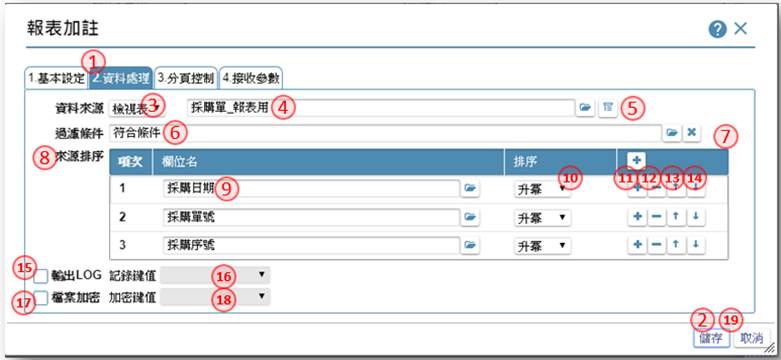 報表加註
?
1
1.基本設定 2.資料處理 3.分頁控制 4.接收參數
資料來源 檢視表 3 採購單_報表用 4 5
過濾條件 符合條件 6 7
8 來源排序 項次 欄位名 排序
1 採購日期 9 升冪 10 11 12 13 14
2 採購單號 升冪
3 採購序號 升冪
15 輸出LOG 記錄鍵值 16
17 檔案加密 加密鍵值 18
2 19
儲存 取消